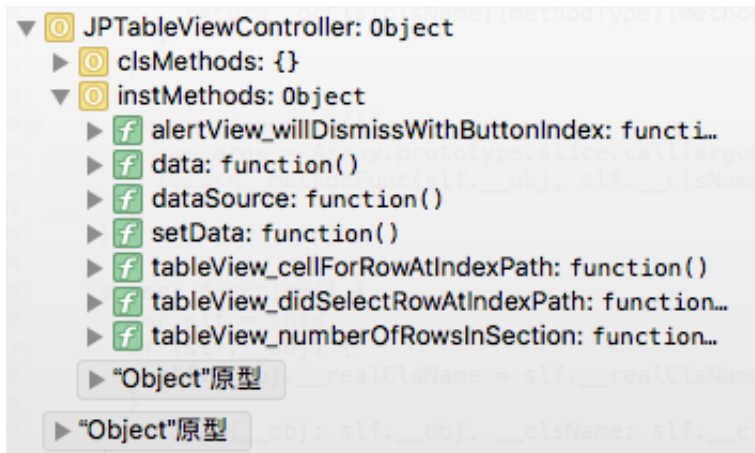 JPTableViewController: Object
clsMethods: {}
instMethods: Object
alertView_willDismissWithButtonIndex: functi…
data: function()
dataSource: function()
setData: function()
tableView_cellForRowAtIndexPath: function()
tableView_didSelectRowAtIndexPath: function…
tableView_numberOfRowsInSection: function…
“Object”原型
“Object”原型